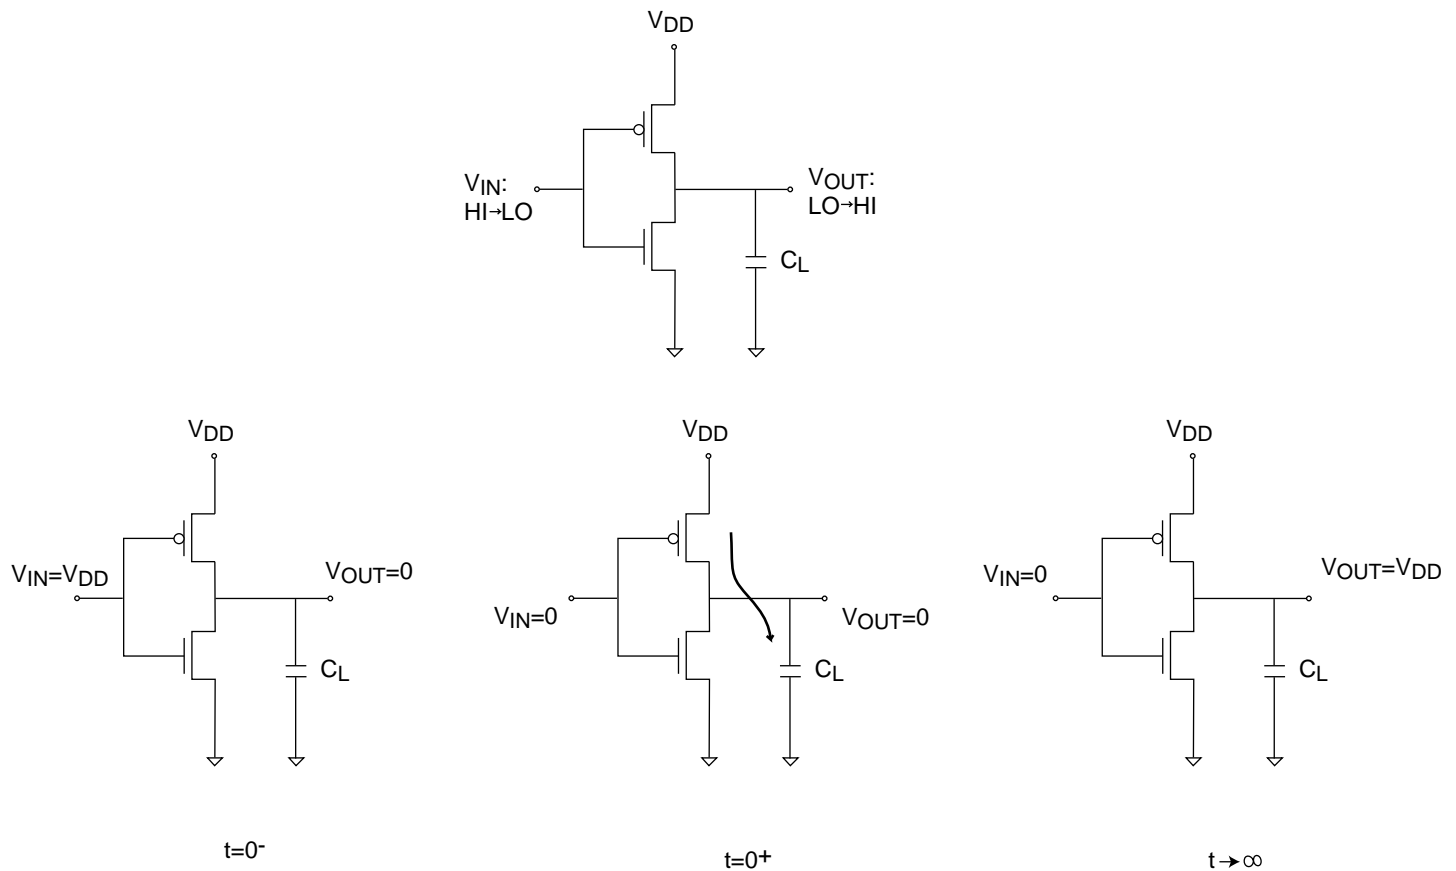 VDD
VIN:
HI→LO
VOUT:
LO→HI
CL
VDD
VIN=VDD
VOUT=0
CL
t=0-
VDD
VIN=0
VOUT=0
CL
t=0+
VDD
VIN=0
VOUT=VDD
CL
t→∞